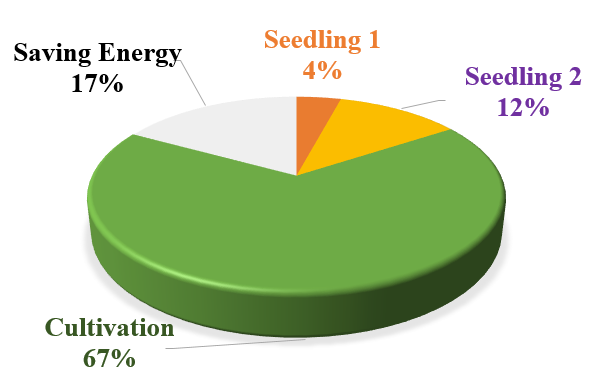 Seedling 1
4%
Saving Energy
17%
Seedling 2
12%
Cultivation
67%